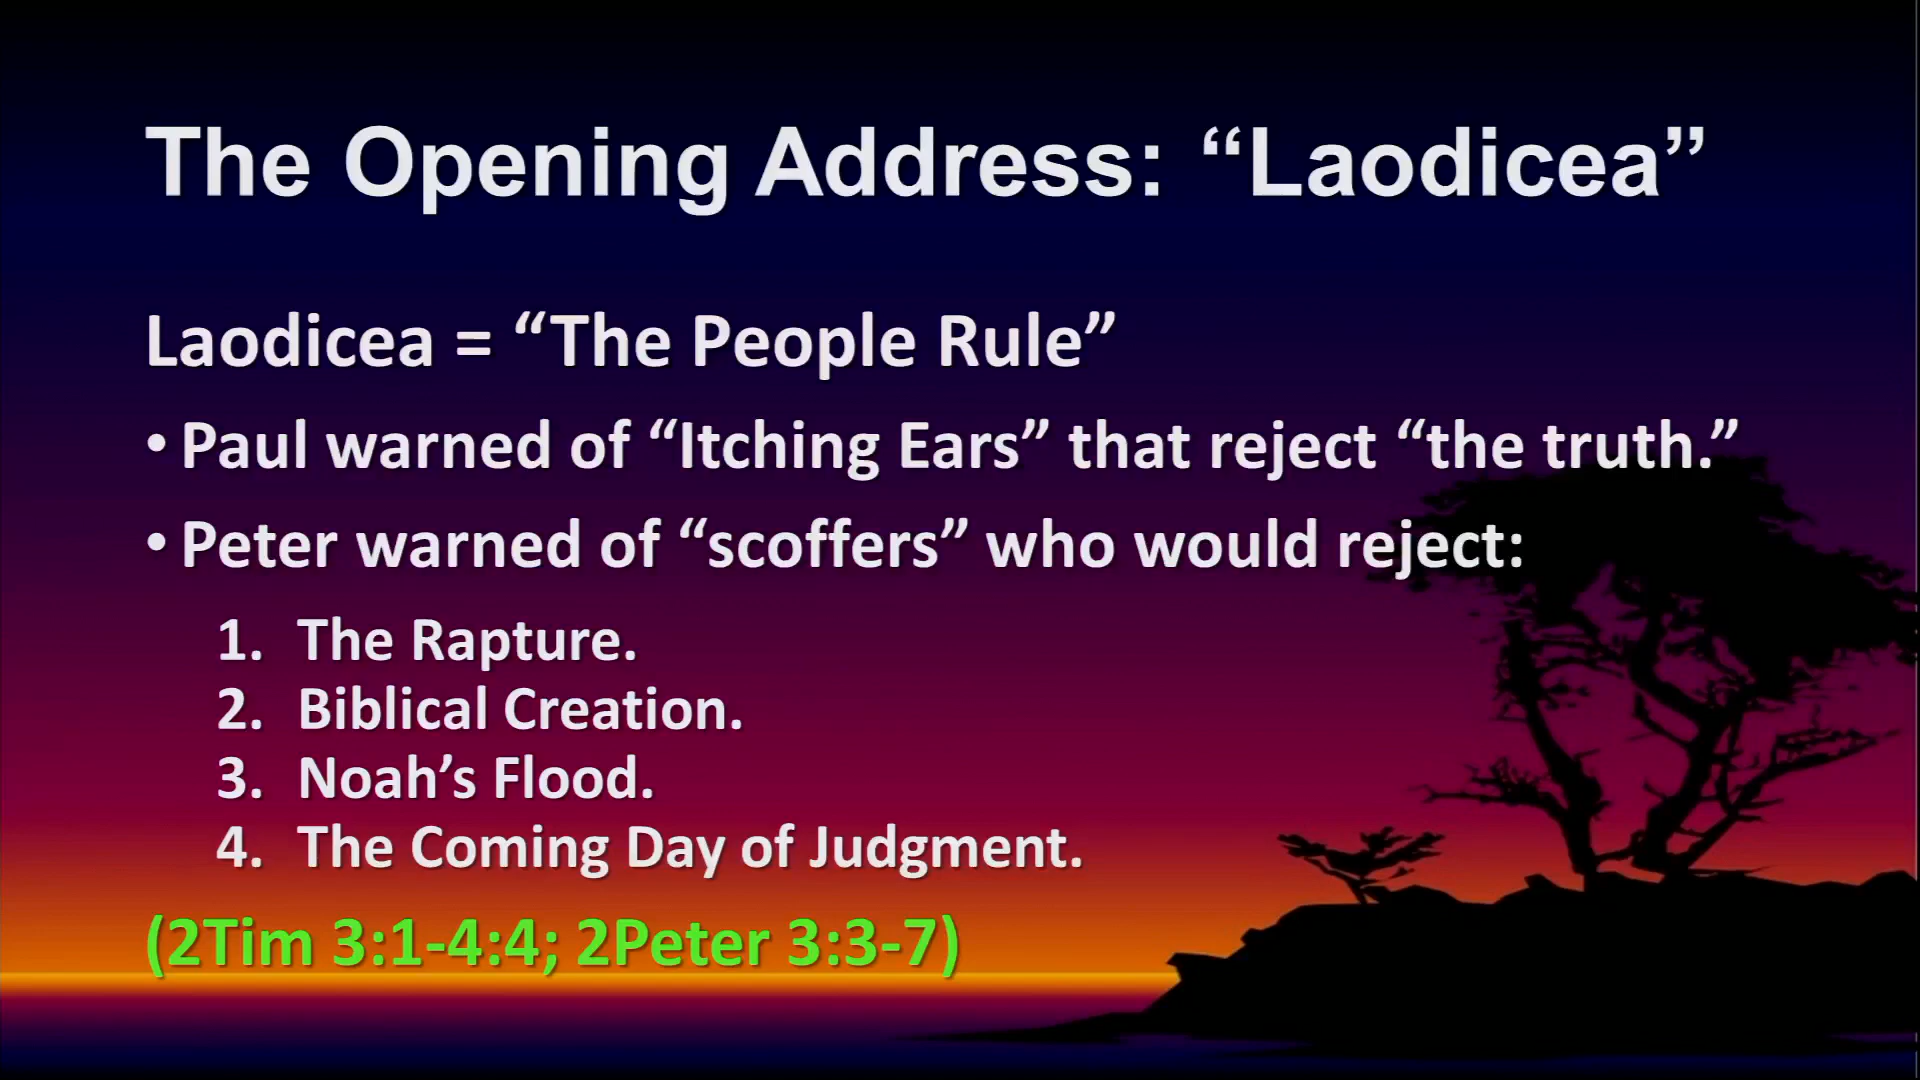 The Opening Address: “Laodicea”
Laodicea = “The People Rule”
• Paul warned of “Itching Ears” that reject “the truth.”
• Peter warned of “scoffers” who would reject:
1. The Rapture.
2. Biblical Creation.
3. Noah’s Flood.
4. The Coming Day of Judgment.
(2Tim 3:1-4:4; 2Peter 3:3-7)